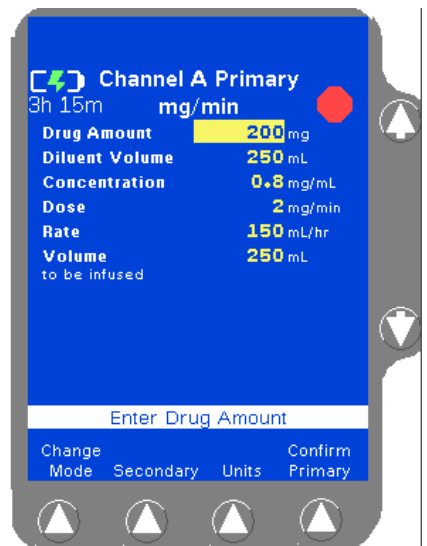 Channel A Primary
3h 15m mg/min
Drug Amount 200 mg
Diluent Volume 250 mL
Concentration 0.8 mg/mL
Dose 2 mg/min
Rate 150 mL/hr
Volume 250 mL
to be infused
Enter Drug Amount
Change Mode Secondary Units Confirm Primary